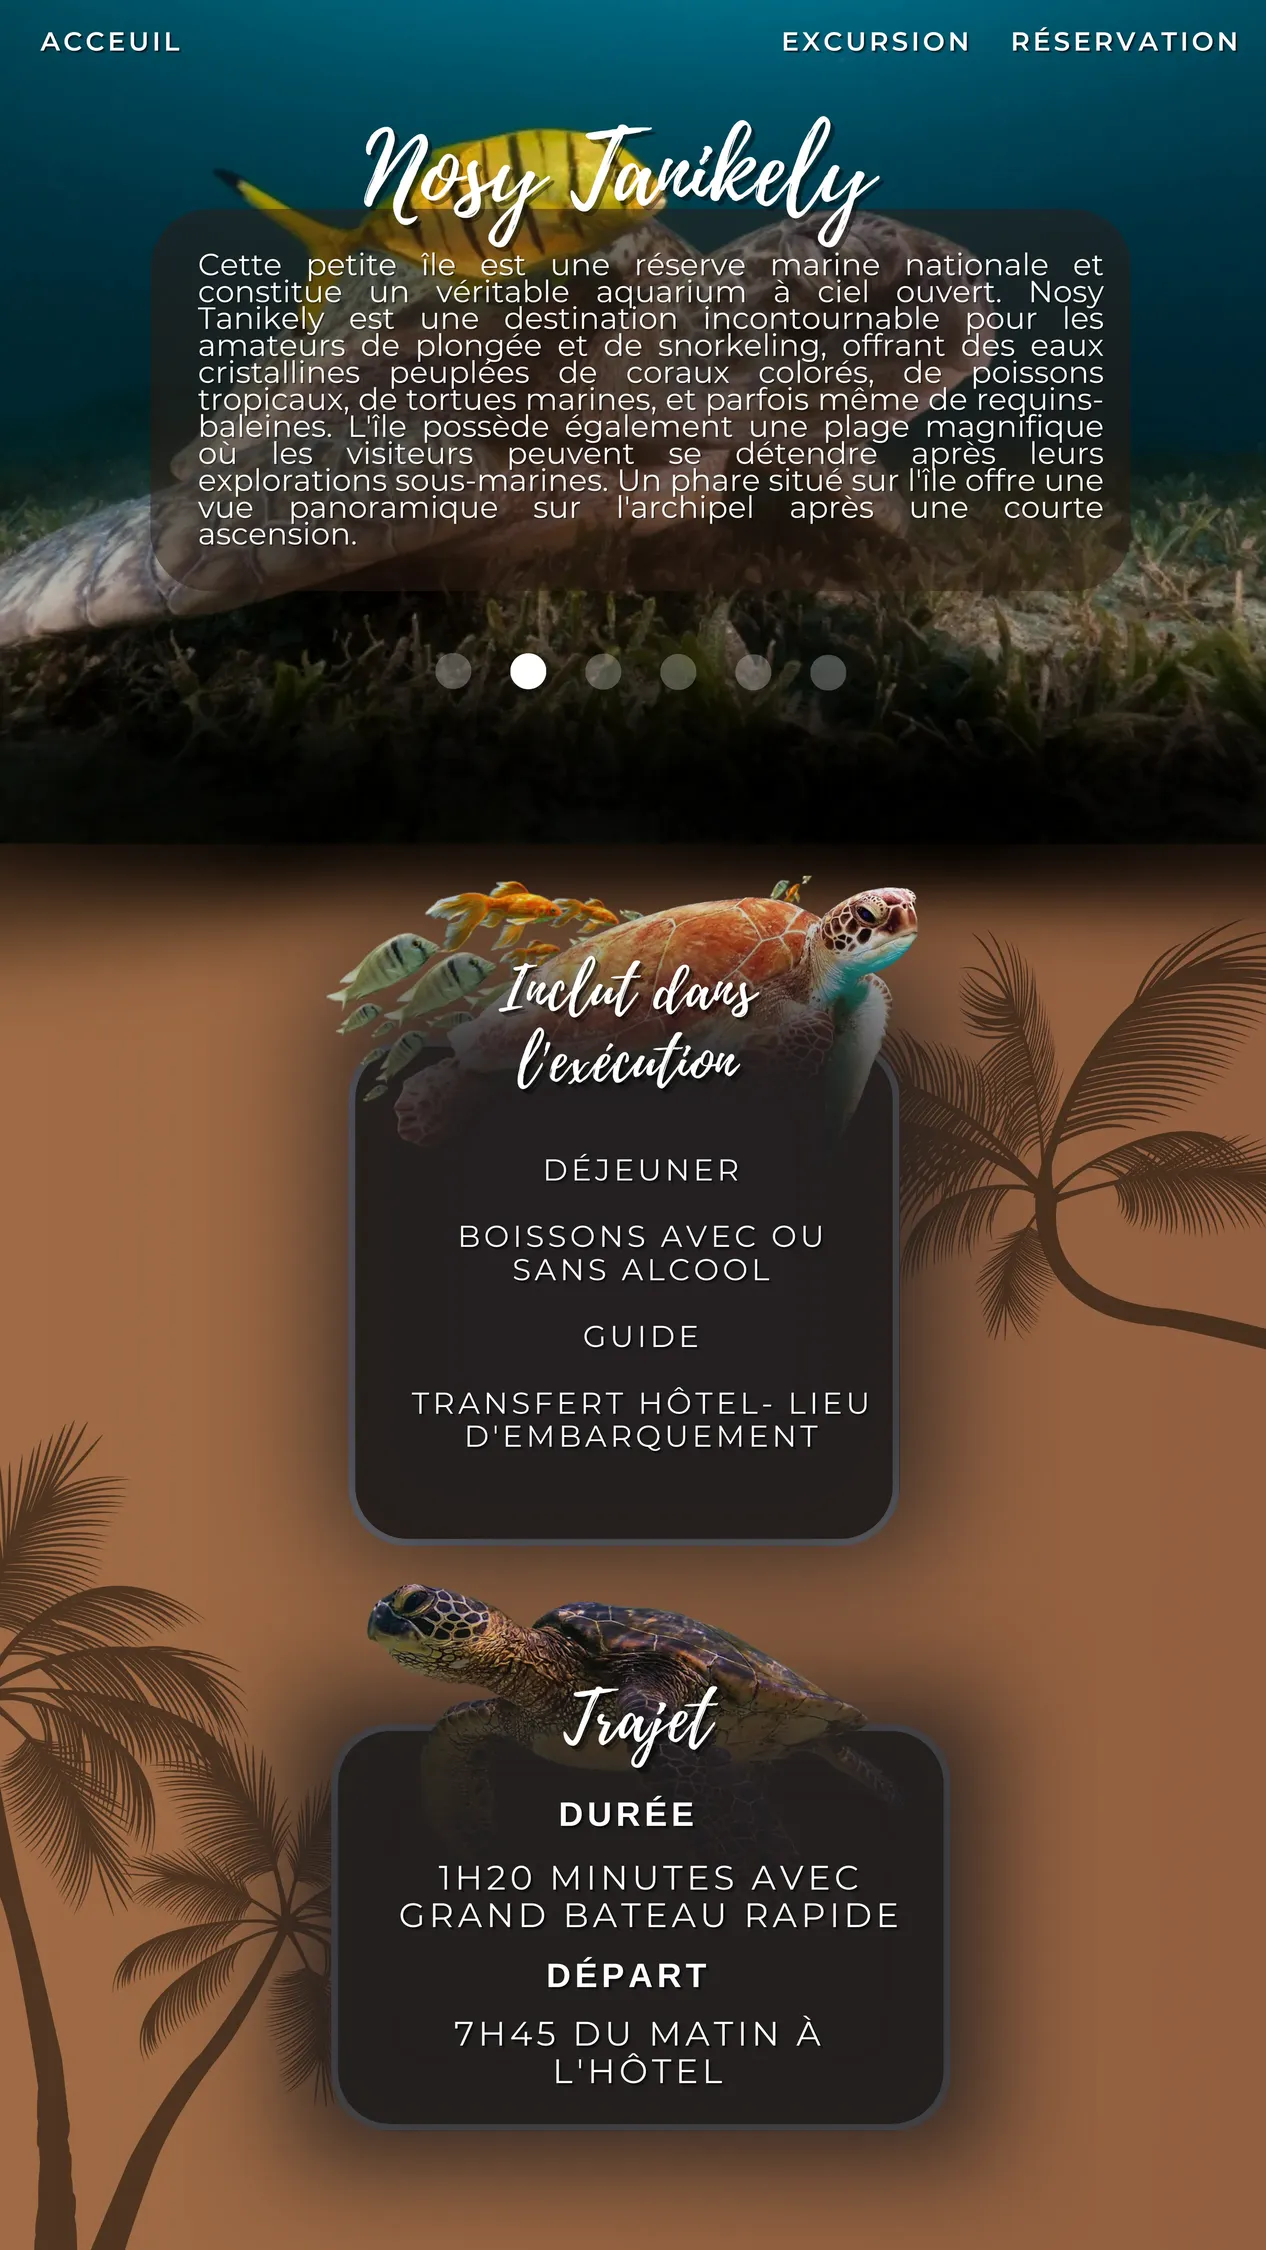 ACCEUIL
EXCURSION
RÉSERVATION
Nosy Tanikely
Cette petite île est une réserve marine nationale et
constitue un véritable aquarium à ciel ouvert. Nosy
Tanikely est une destination incontournable pour les
amateurs de plongée et de snorkeling, offrant des eaux
cristallines peuplées de coraux colorés, de poissons
tropicaux, de tortues marines, et parfois même de requins-
baleines. L'île possède également une plage magnifique
où les visiteurs peuvent se détendre après leurs
explorations sous-marines. Un phare situé sur l'île offre une
vue panoramique sur l'archipel après une courte
ascension.
Inclut dans
l'exécution
DÉJEUNER
BOISSONS AVEC OU
SANS ALCOOL
GUIDE
TRANSFERT HÔTEL- LIEU
D'EMBARQUEMENT
Trajet
DURÉE
1H20 MINUTES AVEC
GRAND BATEAU RAPIDE
DÉPART
7H45 DU MATIN À
L'HÔTEL